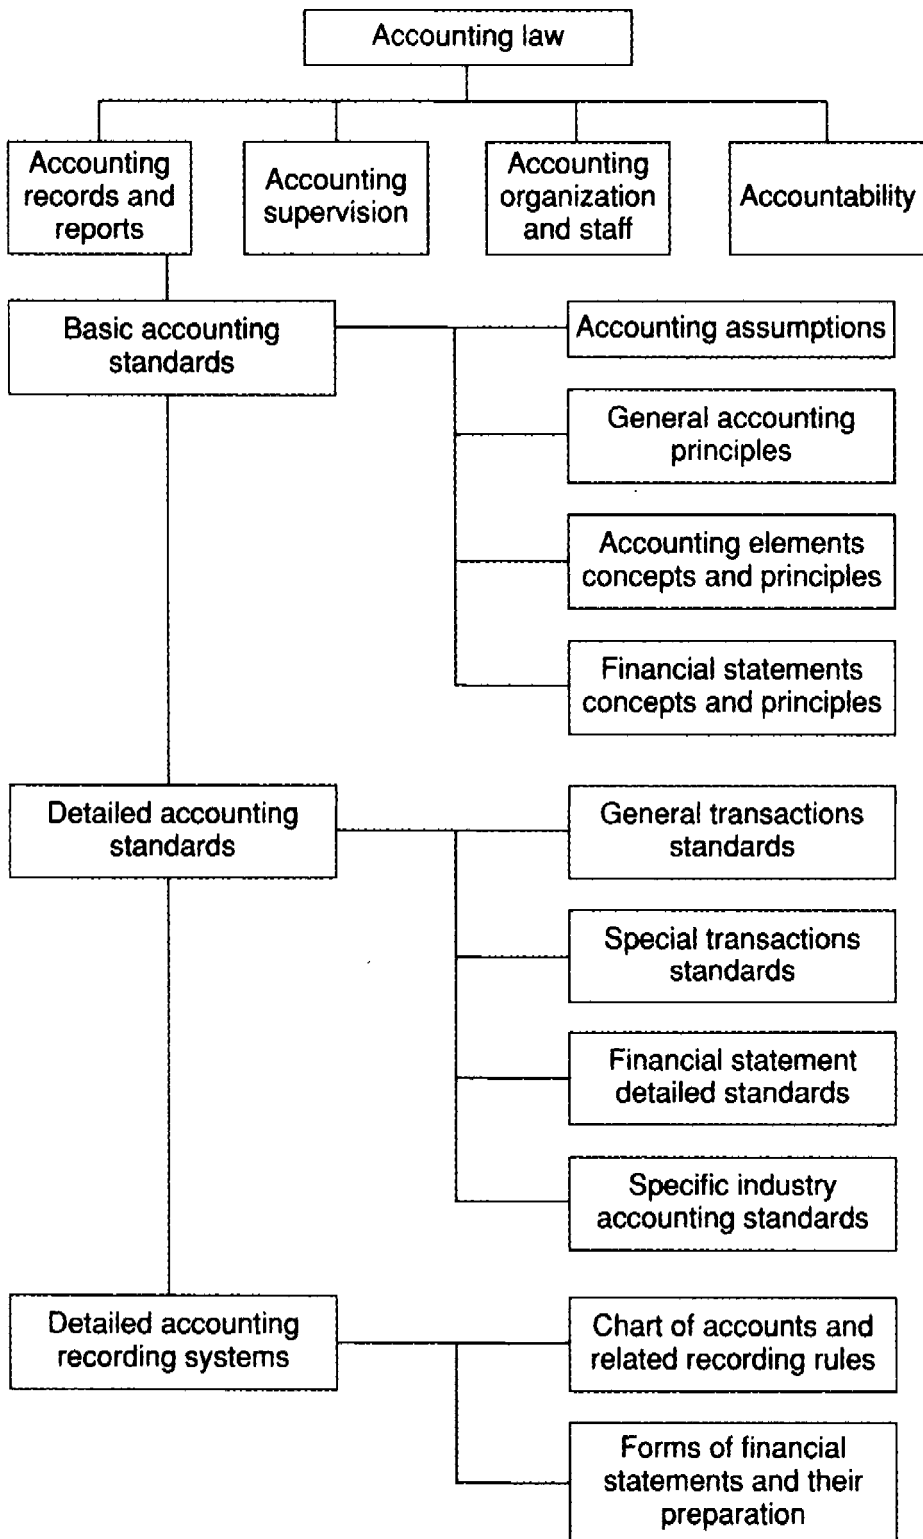 Accounting law
Accounting
records and
reports
Accounting
supervision
Accounting
organization
and staff
Accountability
Basic accounting
standards
Accounting assumptions
General accounting
principles
Accounting elements
concepts and principles
Financial statements
concepts and principles
Detailed accounting
standards
General transactions
standards
Special transactions
standards
Financial statement
detailed standards
Specific industry
accounting standards
Detailed accounting
recording systems
Chart of accounts and
related recording rules
Forms of financial
statements and their
preparation